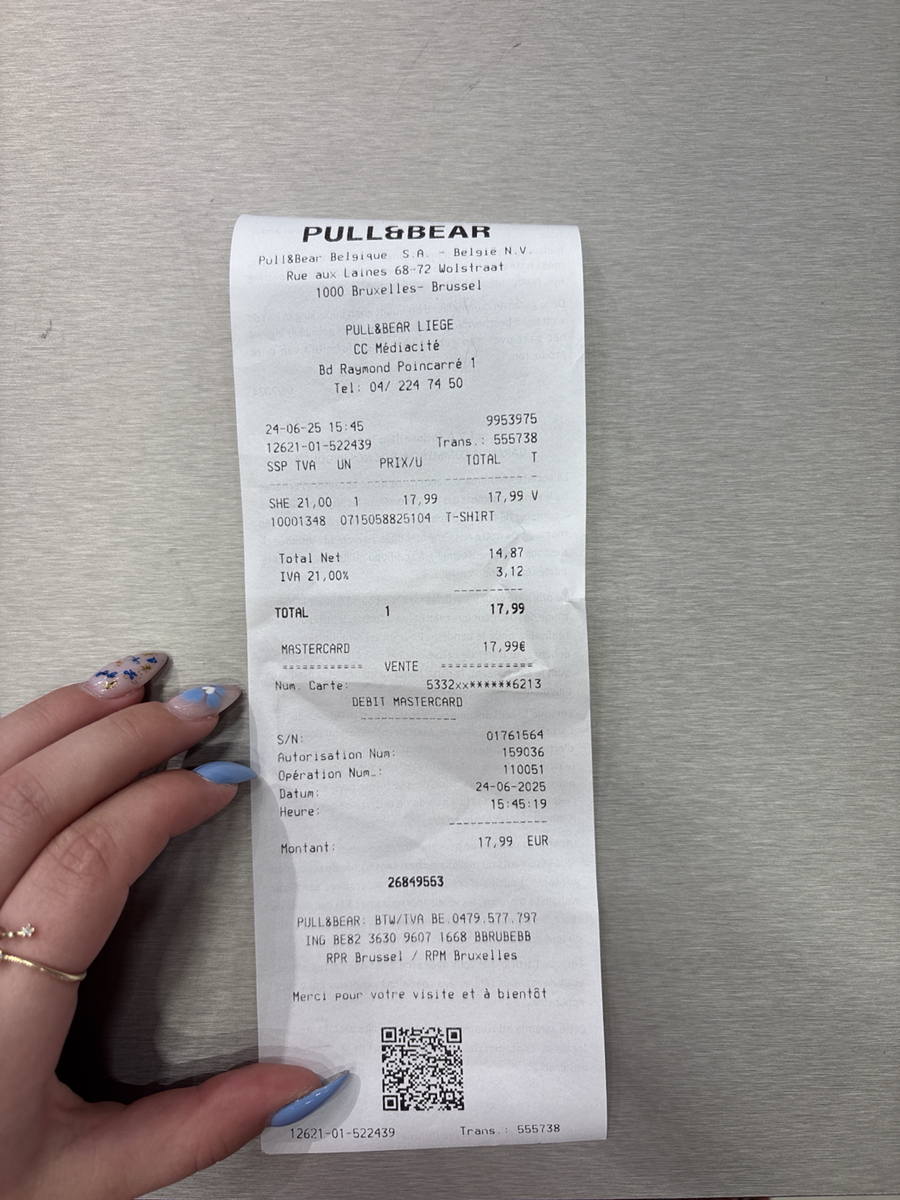 PULL&BEAR
Pull&Bear Belgique S.A. - België N.V.
Rue aux Laines 68-72 Wolstraat
1000 Bruxelles- Brussel
PULL&BEAR LIEGE
CC Médiacité
Bd Raymond Poincarré 1
Tel: 04/ 224 74 50
24-06-25 15:45 9953975
12621-01-522439 Trans.: 555738
SSP TVA UN PRIX/U TOTAL T
SHE 21,00 1 17,99 17,99 V
10001348 0715058825104 T-SHIRT
Total Net 14,87
IVA 21,00% 3,12
TOTAL 1 17,99
MASTERCARD 17,99€
============ VENTE ==============
Num. Carte: 5332xx******6213
DEBIT MASTERCARD
S/N: 01761564
Autorisation Num: 159036
Opération Num.: 110051
Datum: 24-06-2025
Heure: 15:45:19
Montant: 17,99 EUR
26849553
PULL&BEAR: BTW/TVA BE.0479.577.797
ING BE82 3630 9607 1668 BBRUBEBB
RPR Brussel / RPM Bruxelles
Merci pour votre visite et à bientôt
12621-01-522439 Trans.: 555738